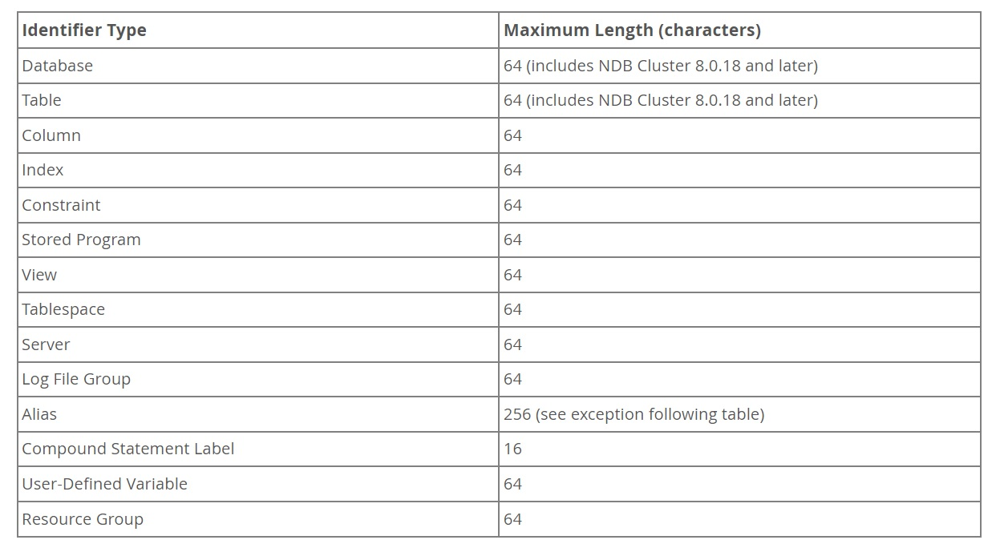 Identifier Type Maximum Length (characters)
Database 64 (includes NDB Cluster 8.0.18 and later)
Table 64 (includes NDB Cluster 8.0.18 and later)
Column 64
Index 64
Constraint 64
Stored Program 64
View 64
Tablespace 64
Server 64
Log File Group 64
Alias 256 (see exception following table)
Compound Statement Label 16
User-Defined Variable 64
Resource Group 64